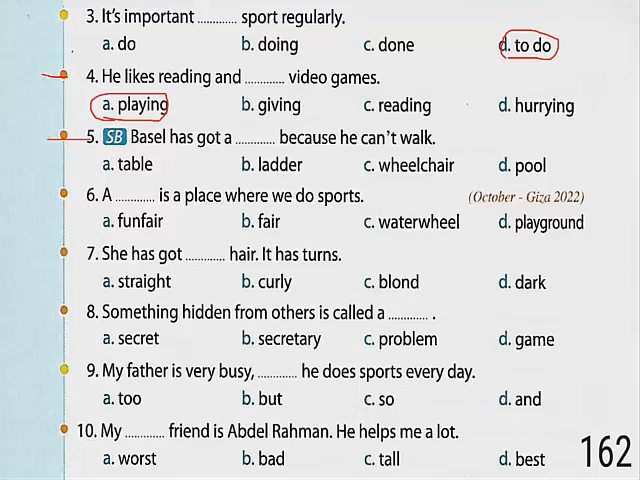 3. It's important ............ sport regularly.
a. do b. doing c. done d. to do
4. He likes reading and ............ video games.
a. playing b. giving c. reading d. hurrying
5. SB Basel has got a ............ because he can't walk.
a. table b. ladder c. wheelchair d. pool
6. A ............ is a place where we do sports. (October - Giza 2022)
a. funfair b. fair c. waterwheel d. playground
7. She has got ............ hair. It has turns.
a. straight b. curly c. blond d. dark
8. Something hidden from others is called a ............ .
a. secret b. secretary c. problem d. game
9. My father is very busy, ............ he does sports every day.
a. too b. but c. so d. and
10. My ............ friend is Abdel Rahman. He helps me a lot.
a. worst b. bad c. tall d. best
162